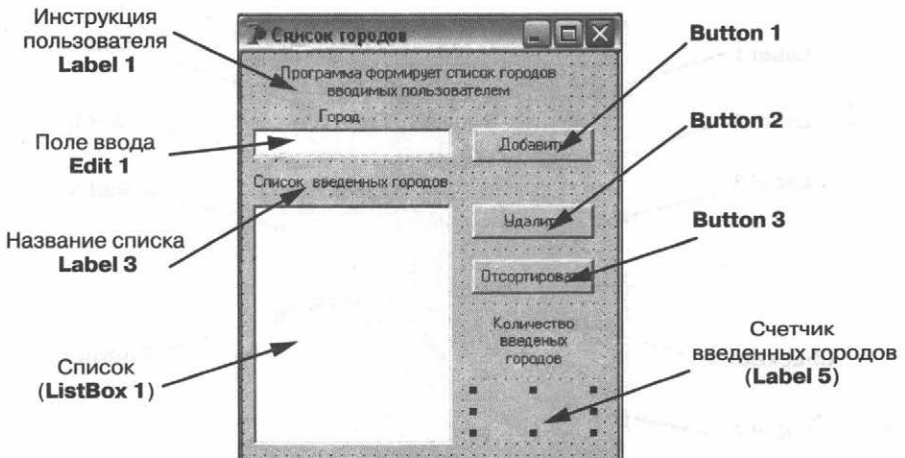 Инструкция
пользователя
Label 1
Поле ввода
Edit 1
Название списка
Label 3
Список
(ListBox 1)
Список городов
Программа формирует список городов
вводимых пользователем
Город
Добавить
Список введенных городов
Удалить
Отсортировать
Количество
введеных
городов
Button 1
Button 2
Button 3
Счетчик
введенных городов
(Label 5)